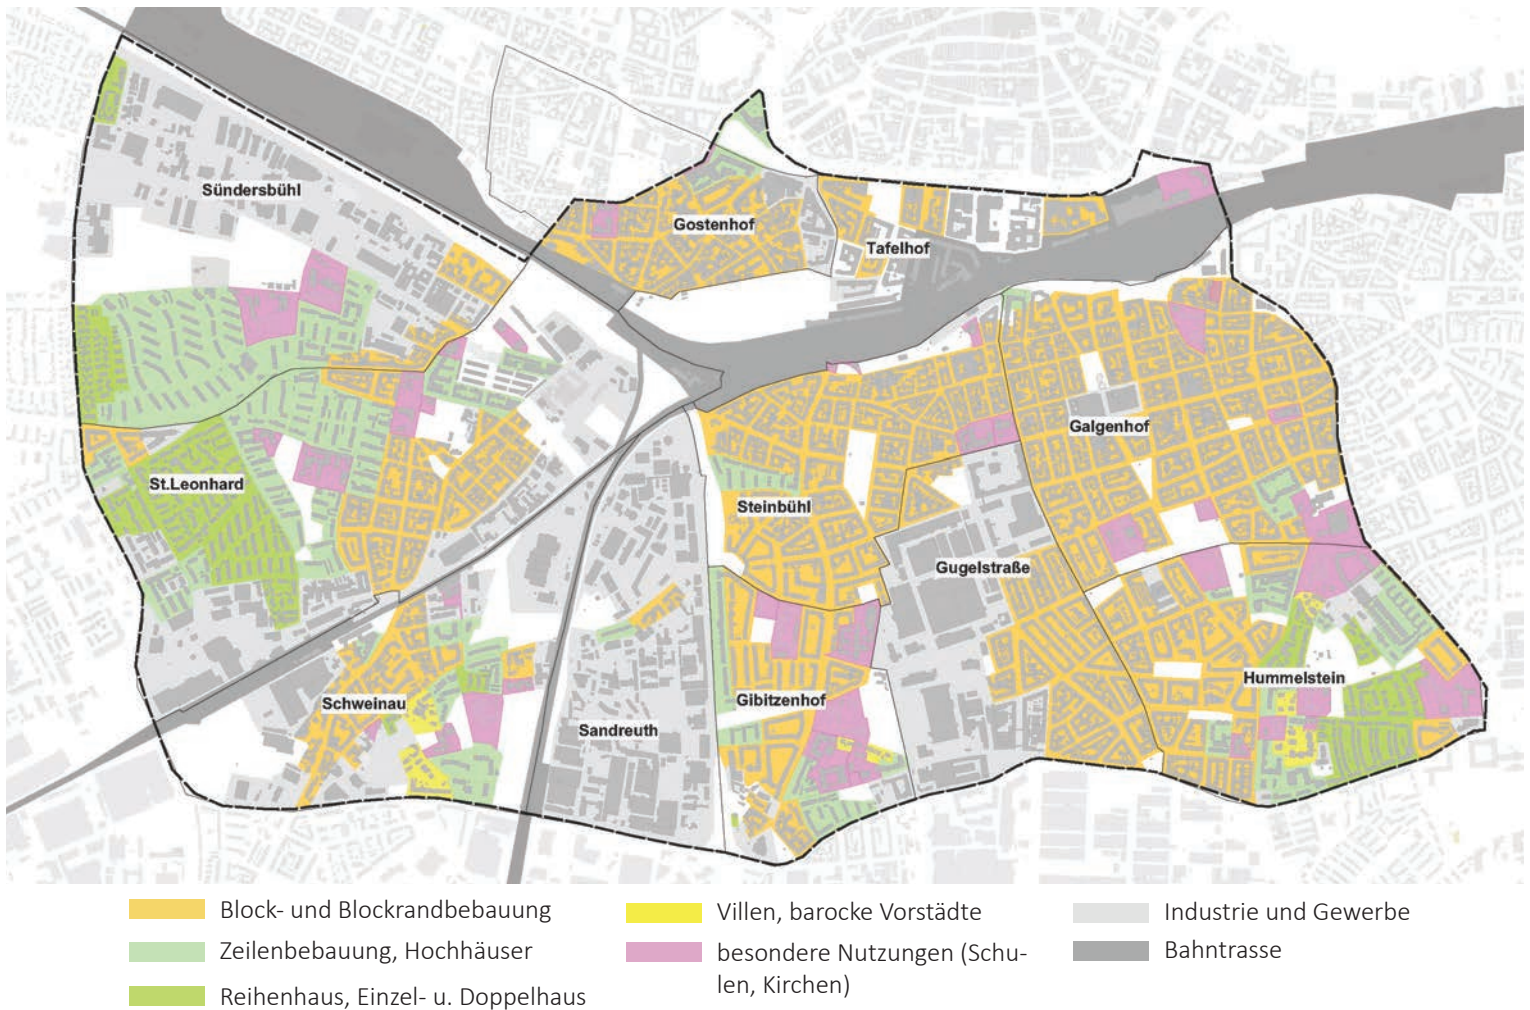 Sündersbühl
Gostenhof
Tafelhof
Galgenhof
St.Leonhard
Steinbühl
Gugelstraße
Hummelstein
Schweinau
Gibitzenhof
Sandreuth
Block- und Blockrandbebauung
Zeilenbebauung, Hochhäuser
Reihenhaus, Einzel- u. Doppelhaus
Villen, barocke Vorstädte
besondere Nutzungen (Schu-
len, Kirchen)
Industrie und Gewerbe
Bahntrasse